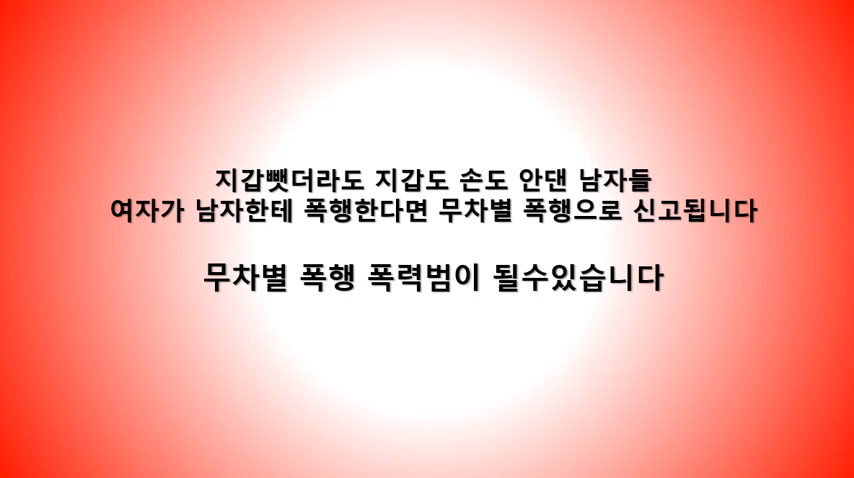 지갑뺏더라도 지갑도 손도 안댄 남자들
여자가 남자한테 폭행한다면 무차별 폭행으로 신고됩니다
무차별 폭행 폭력범이 될수있습니다